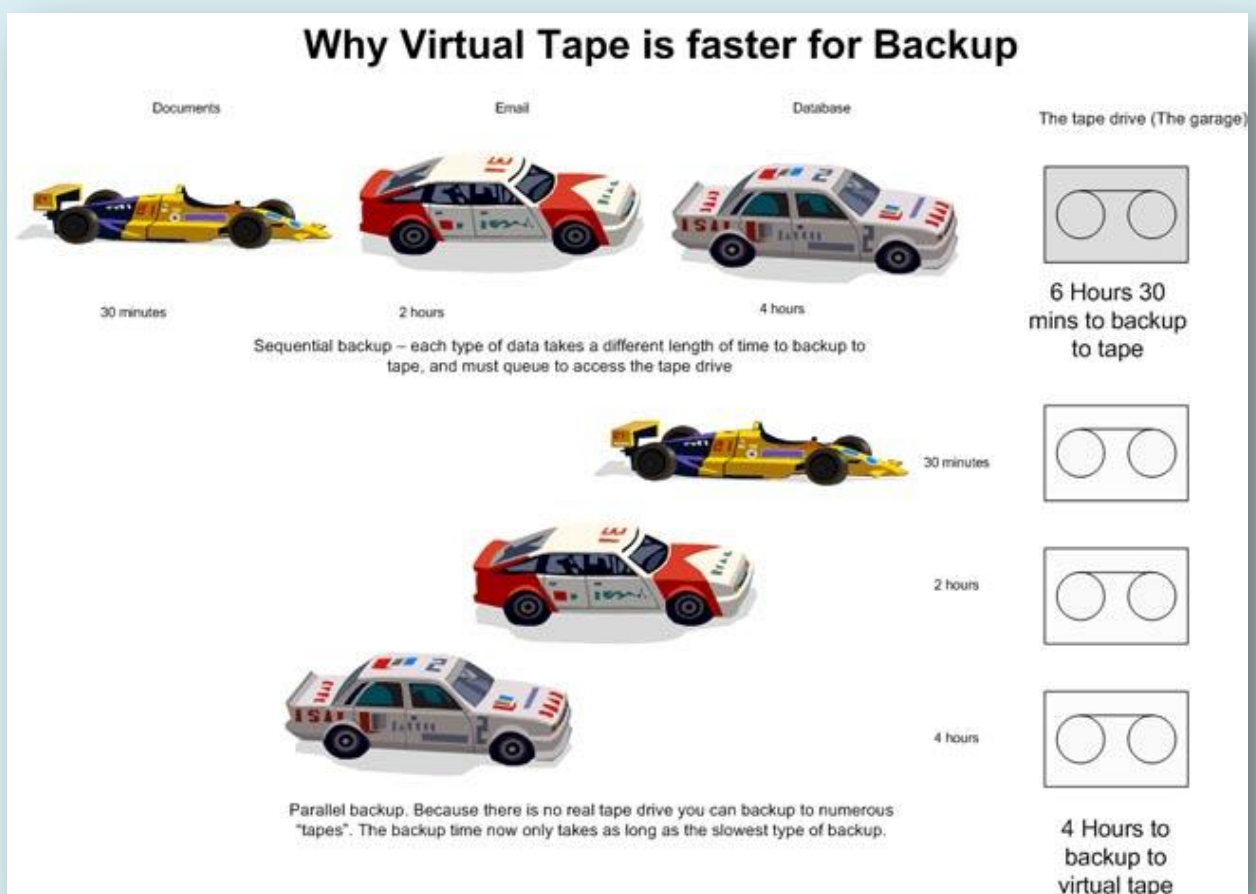 Why Virtual Tape is faster for Backup
Documents
Email
Database
The tape drive (The garage)
30 minutes
2 hours
4 hours
6 Hours 30
mins to backup
to tape
Sequential backup – each type of data takes a different length of time to backup to
tape, and must queue to access the tape drive
30 minutes
2 hours
4 hours
Parallel backup. Because there is no real tape drive you can backup to numerous
“tapes”. The backup time now only takes as long as the slowest type of backup.
4 Hours to
backup to
virtual tape